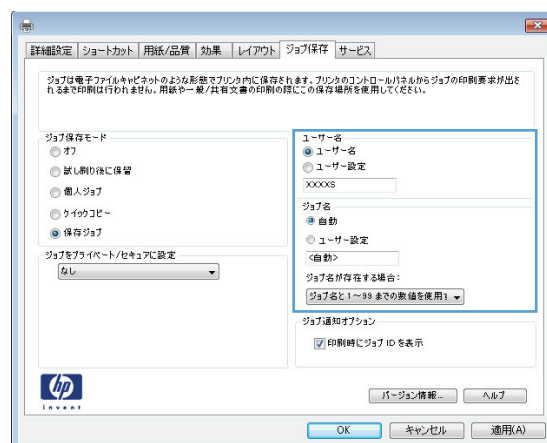 詳細設定 ショートカット 用紙/品質 効果 レイアウト ジョブ保存 サービス
ジョブは電子ファイルキャビネットのような形態でプリンタ内に保存されます。プリンタのコントロールパネルからジョブの印刷要求が出さ
れるまで印刷は行われません。用紙や一般/共有文書の印刷の際にこの保存場所を使用してください。
ジョブ保存モード
オフ
試し刷り後に保留
個人ジョブ
クイックコピー
保存ジョブ
ジョブをプライベート/セキュアに設定
なし
ユーザー名
ユーザー名
ユーザー設定
XXXXS
ジョブ名
自動
ユーザー設定
<自動>
ジョブ名が存在する場合:
ジョブ名と1～99までの数値を使用す
ジョブ通知オプション
印刷時にジョブ ID を表示
hp
invent
バージョン情報... ヘルプ
OK キャンセル 適用(A)